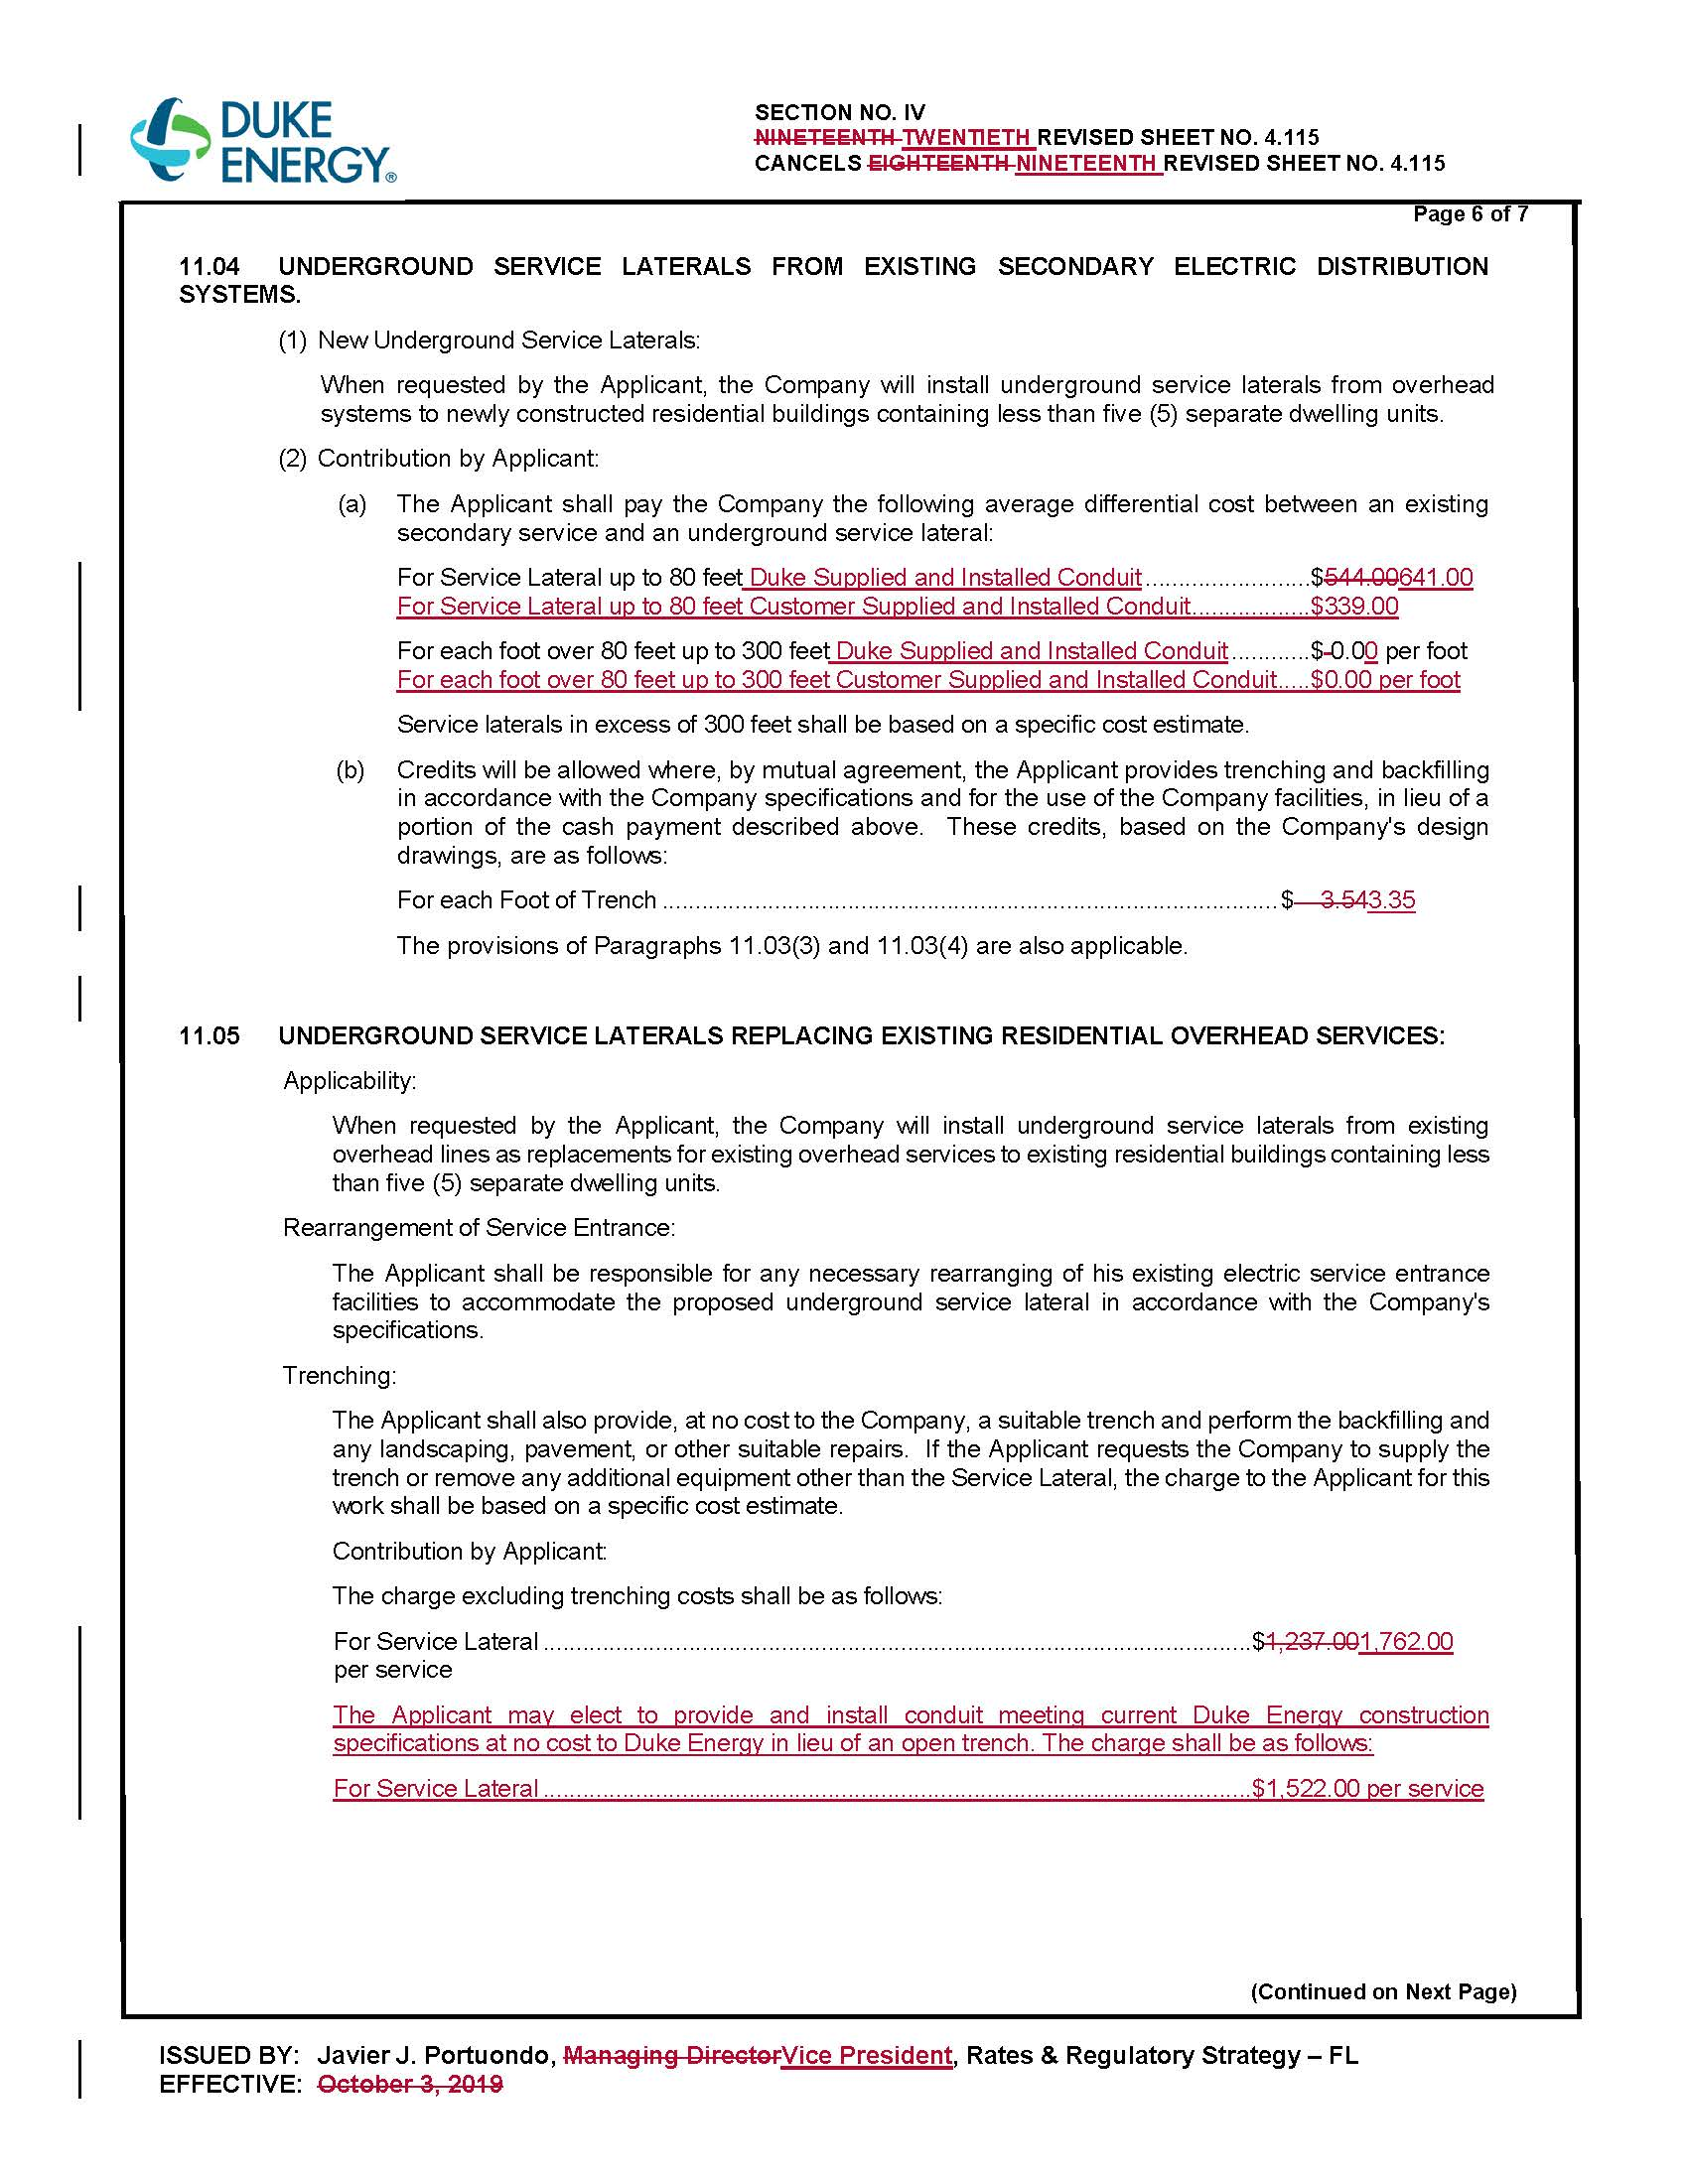 DUKE
ENERGY®
SECTION NO. IV
NINETEENTH TWENTIETH REVISED SHEET NO. 4.115
CANCELS EIGHTEENTH NINETEENTH REVISED SHEET NO. 4.115
Page 6 of 7
11.04 UNDERGROUND SERVICE LATERALS FROM EXISTING SECONDARY ELECTRIC DISTRIBUTION
SYSTEMS.
(1) New Underground Service Laterals:
When requested by the Applicant, the Company will install underground service laterals from overhead
systems to newly constructed residential buildings containing less than five (5) separate dwelling units.
(2) Contribution by Applicant:
(a) The Applicant shall pay the Company the following average differential cost between an existing
secondary service and an underground service lateral:
For Service Lateral up to 80 feet Duke Supplied and Installed Conduit.........................$544.00641.00
For Service Lateral up to 80 feet Customer Supplied and Installed Conduit..................$339.00
For each foot over 80 feet up to 300 feet Duke Supplied and Installed Conduit............$-0.00 per foot
For each foot over 80 feet up to 300 feet Customer Supplied and Installed Conduit.....$0.00 per foot
Service laterals in excess of 300 feet shall be based on a specific cost estimate.
(b) Credits will be allowed where, by mutual agreement, the Applicant provides trenching and backfilling
in accordance with the Company specifications and for the use of the Company facilities, in lieu of a
portion of the cash payment described above. These credits, based on the Company's design
drawings, are as follows:
For each Foot of Trench ..............................................................................................$ 3.543.35
The provisions of Paragraphs 11.03(3) and 11.03(4) are also applicable.
11.05 UNDERGROUND SERVICE LATERALS REPLACING EXISTING RESIDENTIAL OVERHEAD SERVICES:
Applicability:
When requested by the Applicant, the Company will install underground service laterals from existing
overhead lines as replacements for existing overhead services to existing residential buildings containing less
than five (5) separate dwelling units.
Rearrangement of Service Entrance:
The Applicant shall be responsible for any necessary rearranging of his existing electric service entrance
facilities to accommodate the proposed underground service lateral in accordance with the Company's
specifications.
Trenching:
The Applicant shall also provide, at no cost to the Company, a suitable trench and perform the backfilling and
any landscaping, pavement, or other suitable repairs. If the Applicant requests the Company to supply the
trench or remove any additional equipment other than the Service Lateral, the charge to the Applicant for this
work shall be based on a specific cost estimate.
Contribution by Applicant:
The charge excluding trenching costs shall be as follows:
For Service Lateral............................................................................................................$1,237.001,762.00
per service
The Applicant may elect to provide and install conduit meeting current Duke Energy construction
specifications at no cost to Duke Energy in lieu of an open trench. The charge shall be as follows:
For Service Lateral............................................................................................................$1,522.00 per service
(Continued on Next Page)
ISSUED BY: Javier J. Portuondo, Managing DirectorVice President, Rates & Regulatory Strategy – FL
EFFECTIVE: October 3, 2019